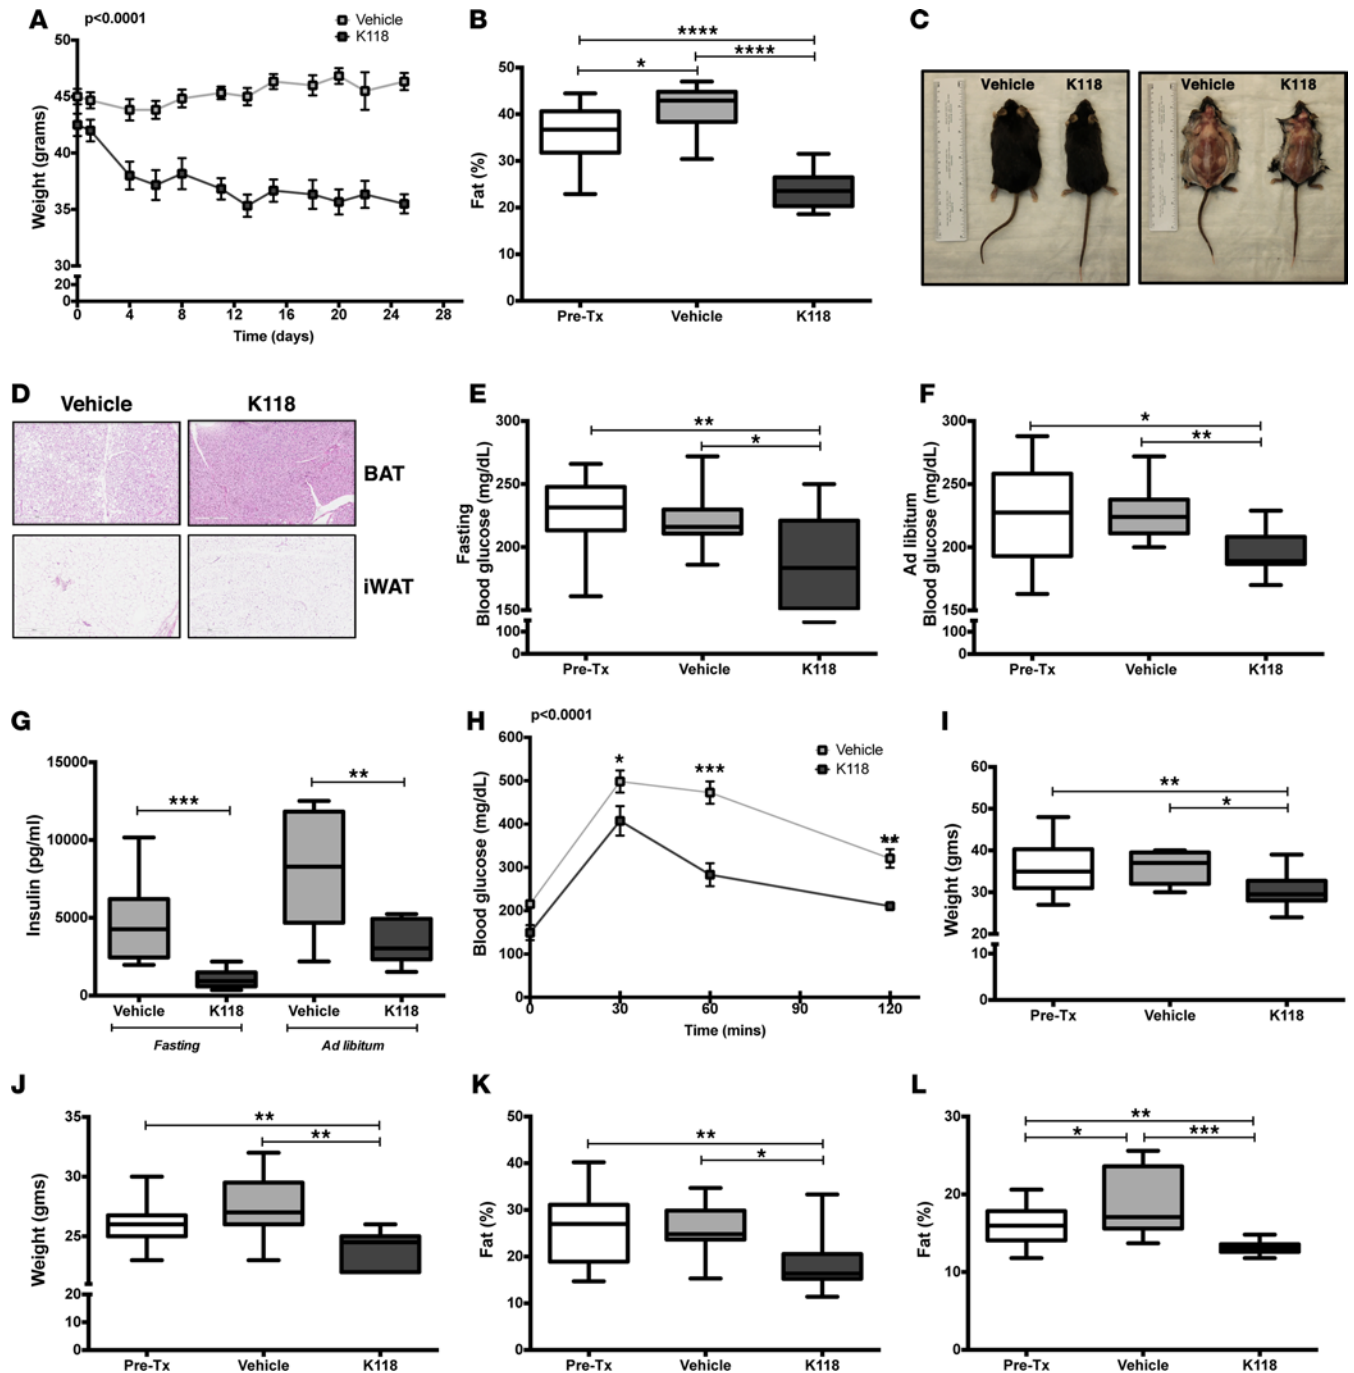 A
p<0.0001
Vehicle
K118
Weight (grams)
50
45
40
35
30
20
0
0 4 8 12 16 20 24 28
Time (days)
B
****
* ****
Fat (%)
50
40
30
20
10
0
Pre-Tx Vehicle K118
C
Vehicle K118
Vehicle K118
D
Vehicle K118
BAT
iWAT
E
**
*
Fasting
Blood glucose (mg/dL)
300
250
200
150
100
0
Pre-Tx Vehicle K118
F
*
**
Ad libitum
Blood glucose (mg/dL)
300
250
200
150
100
0
Pre-Tx Vehicle K118
G
***
**
Insulin (pg/ml)
15000
10000
5000
0
Vehicle K118 Vehicle K118
Fasting Ad libitum
H
p<0.0001
Vehicle
K118
* *** **
Blood glucose (mg/dL)
600
500
400
300
200
100
0
0 30 60 90 120
Time (mins)
I
**
*
Weight (gms)
60
50
40
30
20
10
0
Pre-Tx Vehicle K118
J
**
**
Weight (gms)
35
30
25
20
10
0
Pre-Tx Vehicle K118
K
**
*
Fat (%)
50
40
30
20
10
0
Pre-Tx Vehicle K118
L
**
* ***
Fat (%)
30
20
10
0
Pre-Tx Vehicle K118